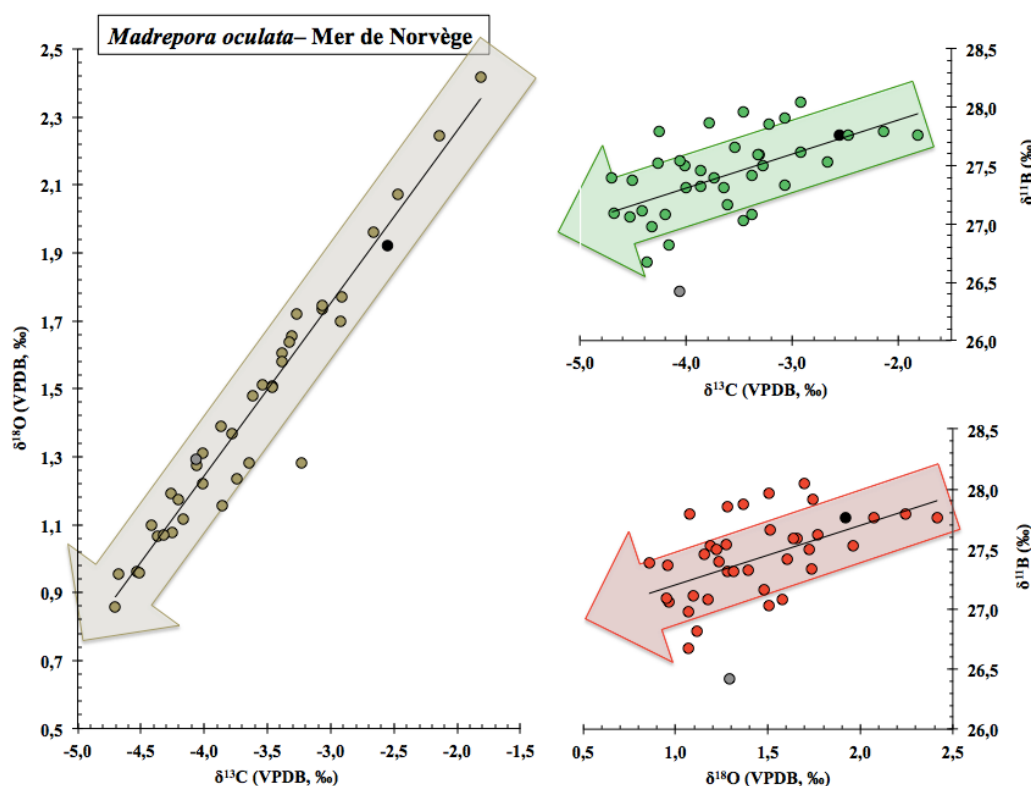 Madrepora oculata– Mer de Norvège
2,5
2,3
2,1
1,9
1,7
1,5
1,3
1,1
0,9
0,7
0,5
δ¹⁸O (VPDB, ‰)
-5,0 -4,5 -4,0 -3,5 -3,0 -2,5 -2,0 -1,5
δ¹³C (VPDB, ‰)
28,5
28,0
27,5
27,0
26,5
26,0
δ¹¹B (‰)
-5,0 -4,0 -3,0 -2,0
δ¹³C (VPDB, ‰)
28,5
28,0
27,5
27,0
26,5
26,0
δ¹¹B (‰)
0,5 1,0 1,5 2,0 2,5
δ¹⁸O (VPDB, ‰)